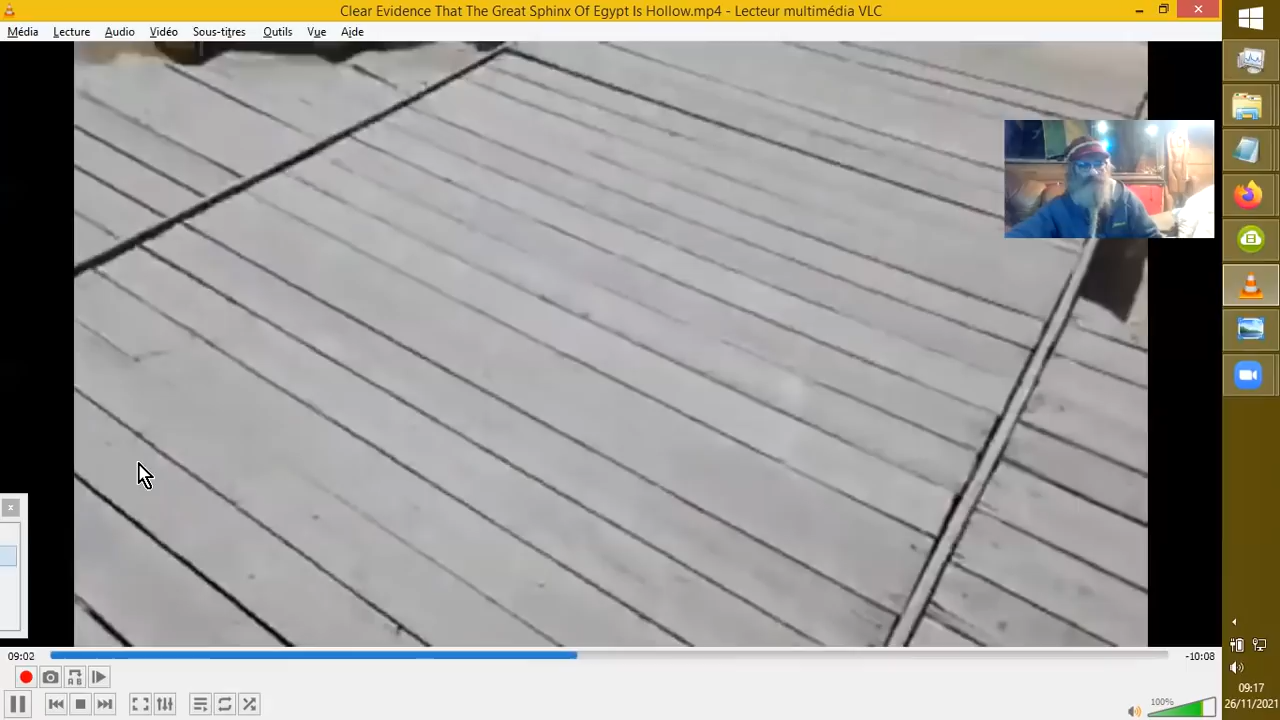 Clear Evidence That The Great Sphinx Of Egypt Is Hollow.mp4 - Lecteur multimédia VLC
Média Lecture Audio Vidéo Sous-titres Outils Vue Aide
09:02
-10:08
100%
09:17
26/11/2021